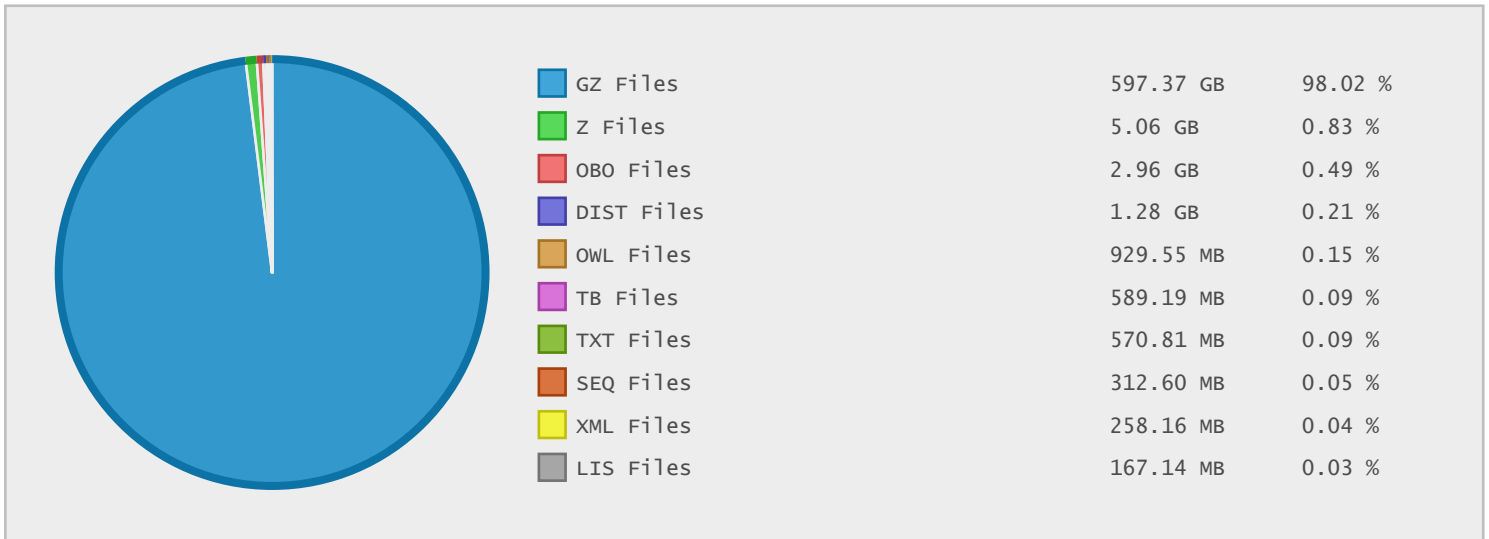 GZ Files 597.37 GB 98.02 %
Z Files 5.06 GB 0.83 %
OBO Files 2.96 GB 0.49 %
DIST Files 1.28 GB 0.21 %
OWL Files 929.55 MB 0.15 %
TB Files 589.19 MB 0.09 %
TXT Files 570.81 MB 0.09 %
SEQ Files 312.60 MB 0.05 %
XML Files 258.16 MB 0.04 %
LIS Files 167.14 MB 0.03 %